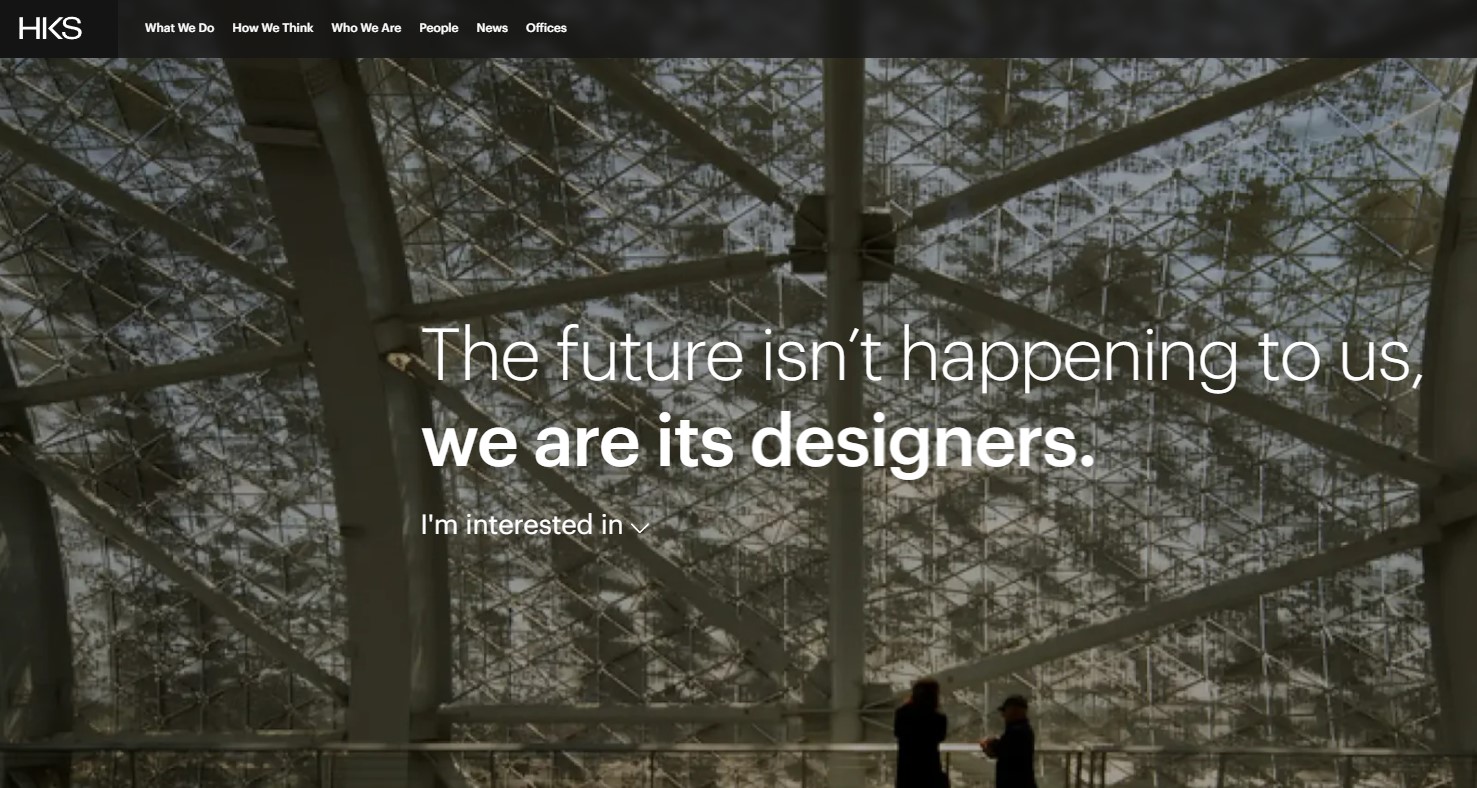 HKS
What We Do How We Think Who We Are People News Offices
The future isn’t happening to us,
we are its designers.
I'm interested in